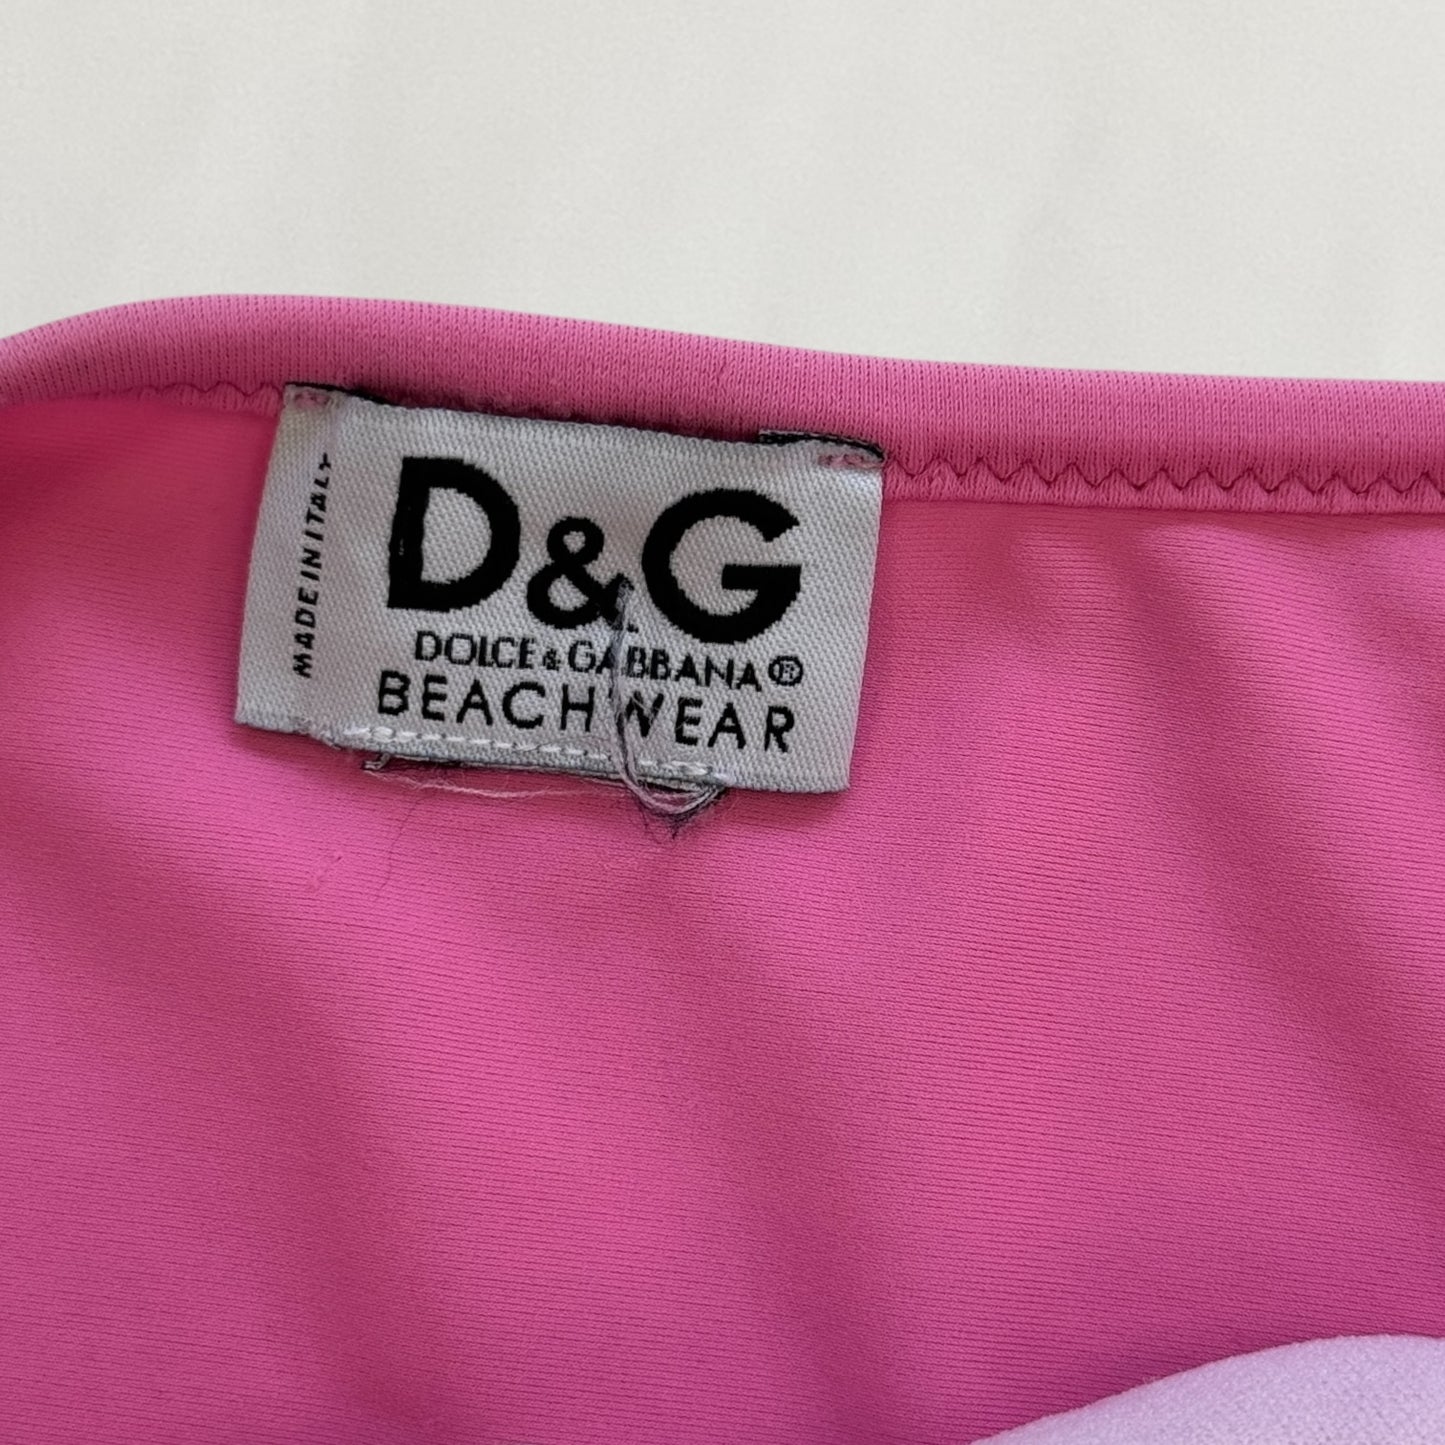 MADE IN ITALY
D&G
DOLCE & GABBANA®
BEACHWEAR